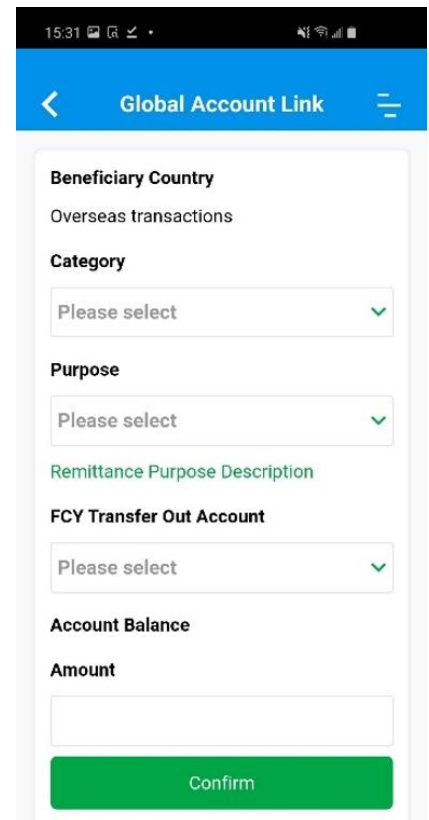 15:31
Global Account Link
Beneficiary Country
Overseas transactions
Category
Please select
Purpose
Please select
Remittance Purpose Description
FCY Transfer Out Account
Please select
Account Balance
Amount
Confirm